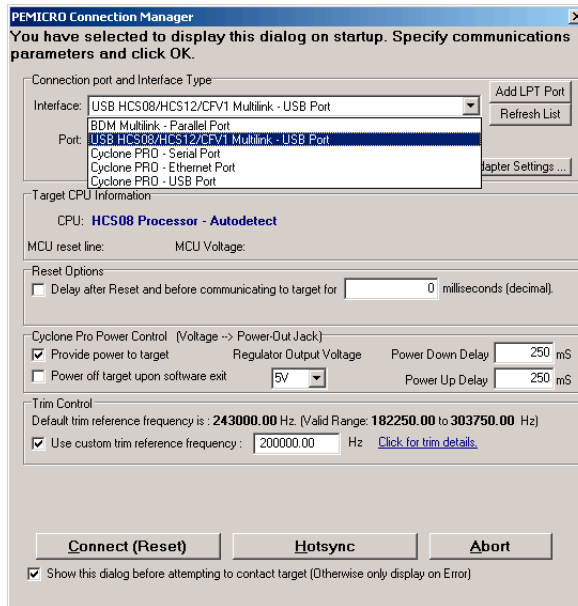 PEMICRO Connection Manager
You have selected to display this dialog on startup. Specify communications
parameters and click OK.
Connection port and Interface Type
Add LPT Port
Interface: USB HCS08/HCS12/CFV1 Multilink - USB Port
Refresh List
BDM Multilink - Parallel Port
Port: USB HCS08/HCS12/CFV1 Multilink - USB Port
Cyclone PRO - Serial Port
Cyclone PRO - Ethernet Port
Cyclone PRO - USB Port
dapter Settings ...
Target CPU Information
CPU: HCS08 Processor - Autodetect
MCU reset line: MCU Voltage:
Reset Options
Delay after Reset and before communicating to target for 0 milliseconds (decimal).
Cyclone Pro Power Control (Voltage --> Power-Out Jack)
Provide power to target Regulator Output Voltage Power Down Delay 250 mS
Power off target upon software exit 5V Power Up Delay 250 mS
Trim Control
Default trim reference frequency is : 243000.00 Hz. (Valid Range: 182250.00 to 303750.00 Hz)
Use custom trim reference frequency : 200000.00 Hz Click for trim details.
Connect (Reset) Hotsync Abort
Show this dialog before attempting to contact target (Otherwise only display on Error)